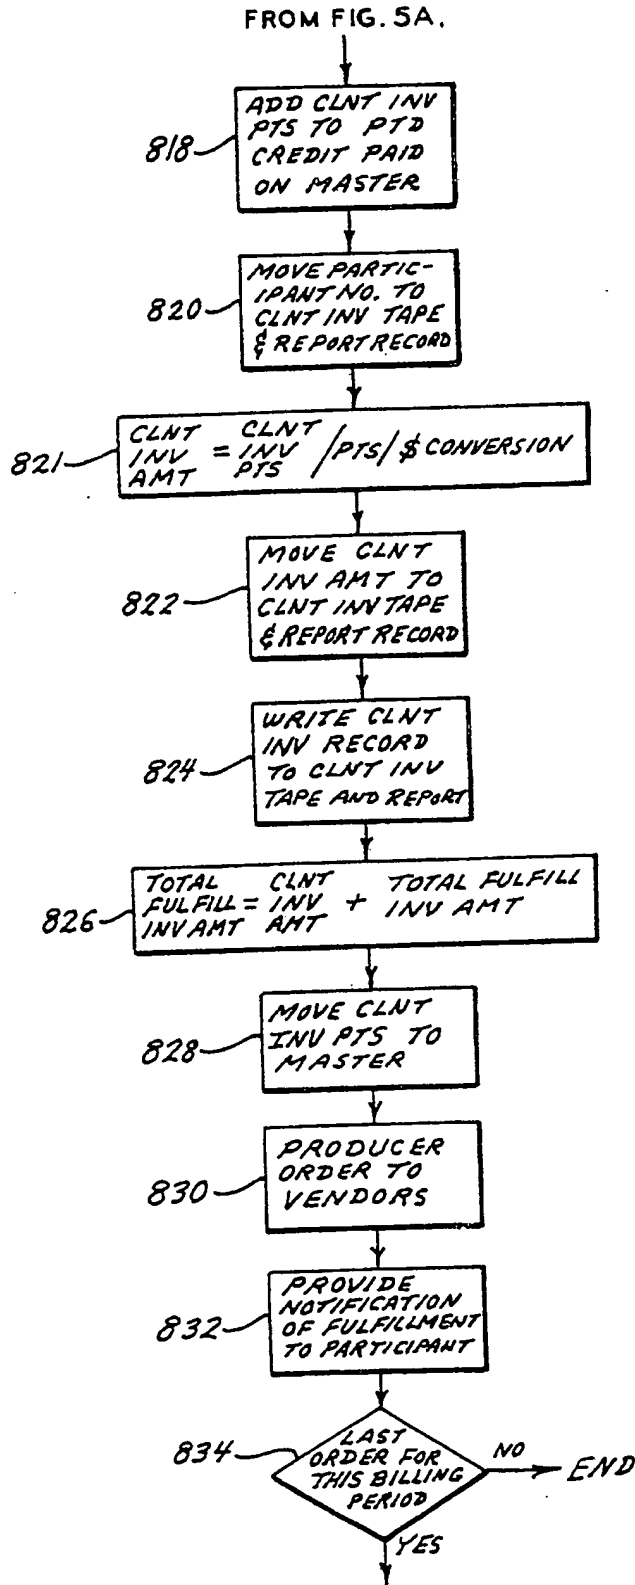 FROM FIG. 5A.
818
ADD CLNT INV
PTS TO PTD
CREDIT PAID
ON MASTER
820
MOVE PARTIC-
IPANT NO. TO
CLNT INV TAPE
& REPORT RECORD
821
CLNT INV AMT = CLNT INV PTS / PTS / $ CONVERSION
822
MOVE CLNT
INV AMT TO
CLNT INV TAPE
& REPORT RECORD
824
WRITE CLNT
INV RECORD
TO CLNT INV
TAPE AND REPORT
826
TOTAL FULFILL INV AMT = CLNT INV AMT + TOTAL FULFILL INV AMT
828
MOVE CLNT
INV PTS TO
MASTER
830
PRODUCER
ORDER TO
VENDORS
832
PROVIDE
NOTIFICATION
OF FULFILLMENT
TO PARTICIPANT
834
LAST
ORDER FOR
THIS BILLING
PERIOD
NO
END
YES